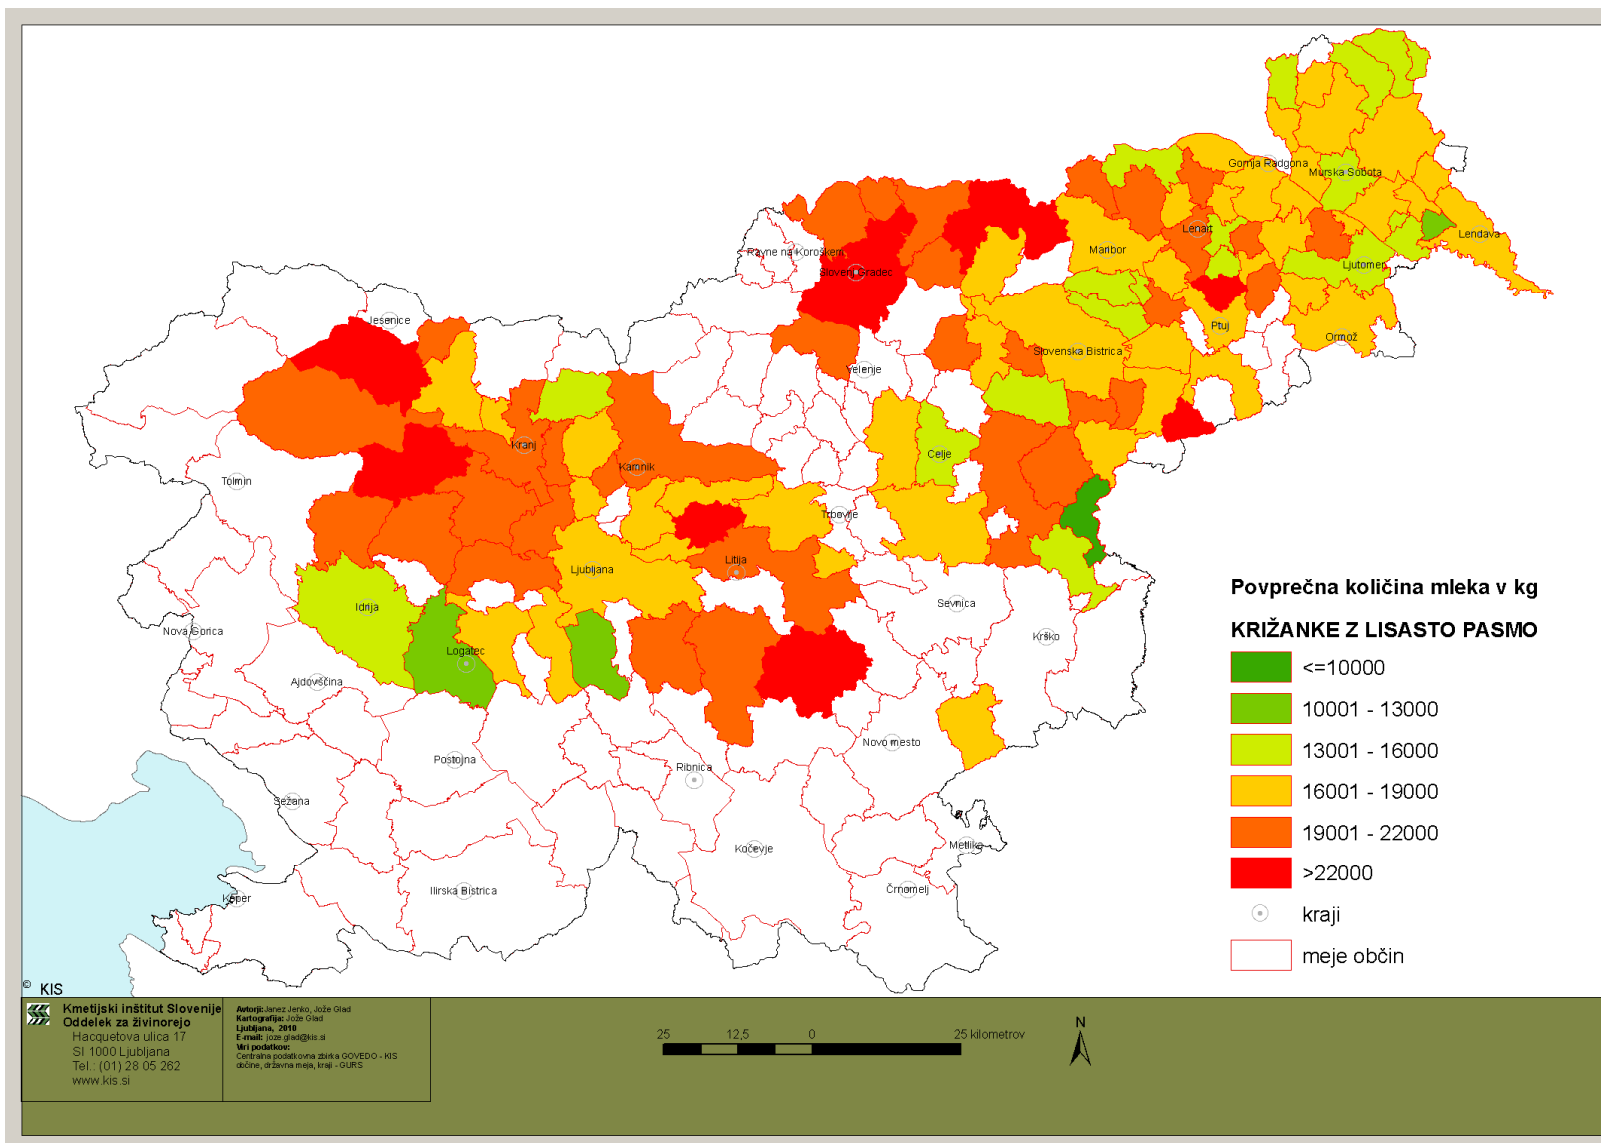 Gornja Radgona
Murska Sobota
Lenart
Lendava
Maribor
Ravne na Koroškem
Slovenj Gradec
Ljutomer
Jesenice
Ptuj
Ormož
Slovenska Bistrica
Velenje
Kranj
Celje
Kamnik
Tolmin
Trbovlje
Litija
Ljubljana
Idrija
Sevnica
Nova Gorica
Krško
Logatec
Ajdovščina
Novo mesto
Postojna
Ribnica
Sežana
Kočevje
Metlika
Ilirska Bistrica
Črnomelj
Koper
Povprečna količina mleka v kg
KRIŽANKE Z LISASTO PASMO
<=10000
10001 - 13000
13001 - 16000
16001 - 19000
19001 - 22000
>22000
kraji
meje občin
© KIS
Kmetijski inštitut Slovenije
Oddelek za živinorejo
Hacquetova ulica 17
SI 1000 Ljubljana
Tel.: (01) 28 05 262
www.kis.si
Avtorji: Janez Jenko, Jože Glad
Kartografija: Jože Glad
Ljubljana, 2010
E-mail: joze.glad@kis.si
Viri podatkov:
Centralna podatkovna zbirka GOVEDO - KIS
občine, državna meja, kraji - GURS
25 12,5 0 25 kilometrov
N